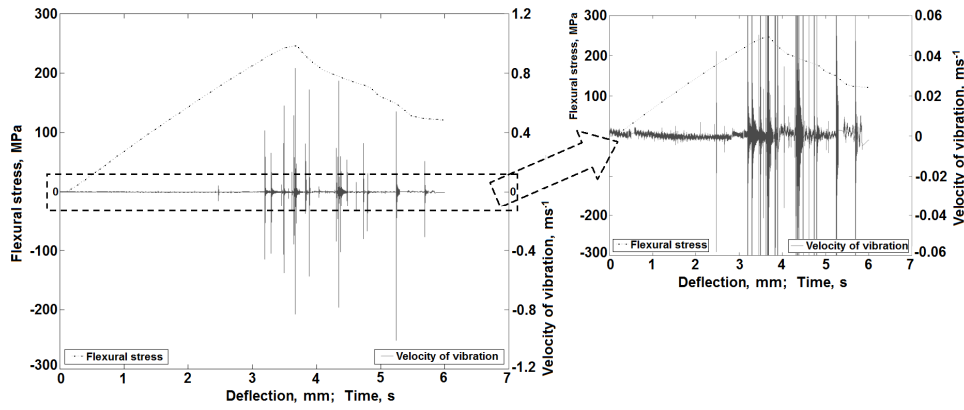 300
200
100
0
-100
-200
-300
Flexural stress, MPa
1.2
0.8
0.4
0
-0.4
-0.8
-1.2
Velocity of vibration, ms-1
Flexural stress
Velocity of vibration
0 1 2 3 4 5 6 7
Deflection, mm; Time, s
300
200
100
0
100
200
300
Flexural stress, MPa
0.06
0.04
0.02
0
-0.02
-0.04
-0.06
Velocity of vibration, ms-1
Flexural stress
Velocity of vibration
0 1 2 3 4 5 6 7
Deflection, mm; Time, s